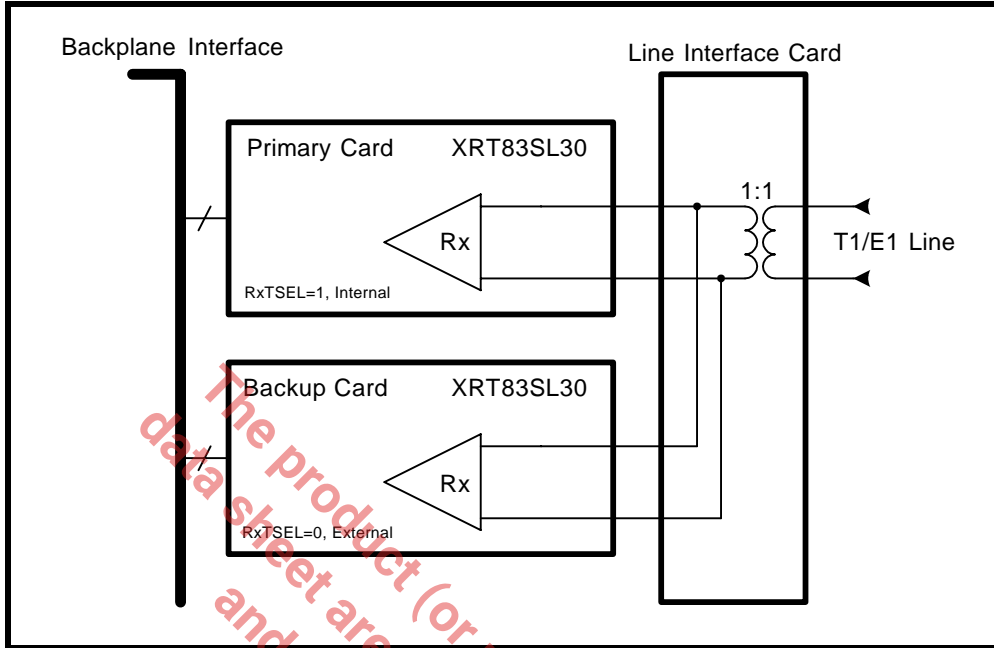 Backplane Interface
Line Interface Card
Primary Card XRT83SL30
Rx
RxTSEL=1, Internal
1:1
T1/E1 Line
Backup Card XRT83SL30
Rx
RxTSEL=0, External
The product (or
data sheet are
and